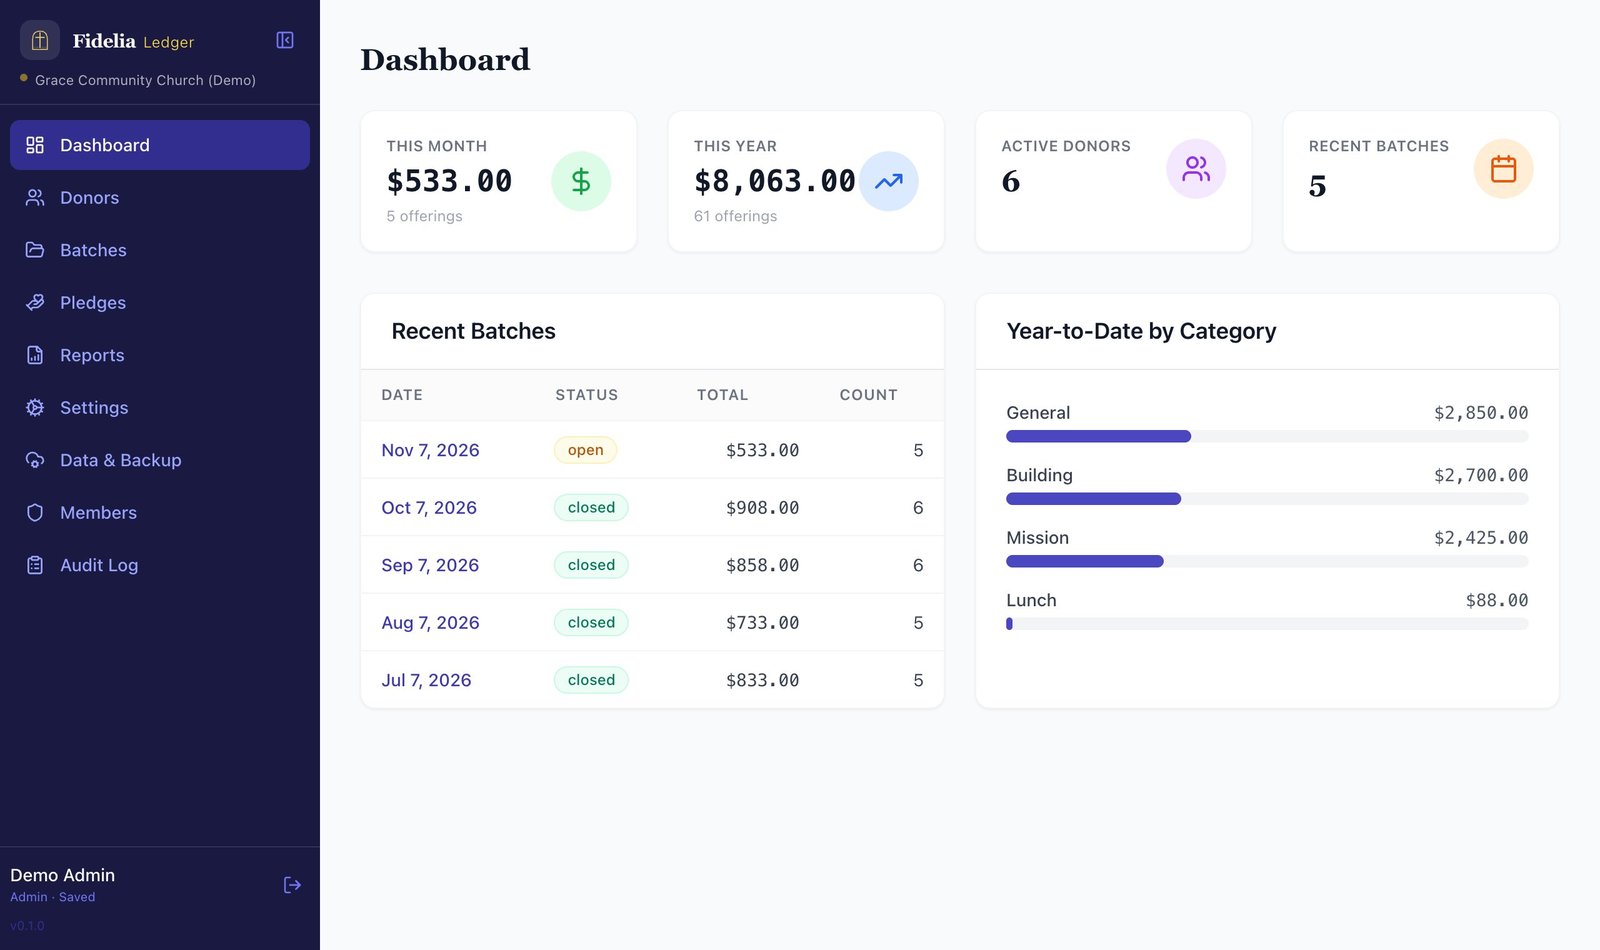 Fidelia Ledger
Grace Community Church (Demo)
Dashboard
Donors
Batches
Pledges
Reports
Settings
Data & Backup
Members
Audit Log
Demo Admin
Admin · Saved
v0.1.0
Dashboard
THIS MONTH
$533.00
5 offerings
THIS YEAR
$8,063.00
61 offerings
ACTIVE DONORS
6
RECENT BATCHES
5
Recent Batches
DATE STATUS TOTAL COUNT
Nov 7, 2026 open $533.00 5
Oct 7, 2026 closed $908.00 6
Sep 7, 2026 closed $858.00 6
Aug 7, 2026 closed $733.00 5
Jul 7, 2026 closed $833.00 5
Year-to-Date by Category
General $2,850.00
Building $2,700.00
Mission $2,425.00
Lunch $88.00